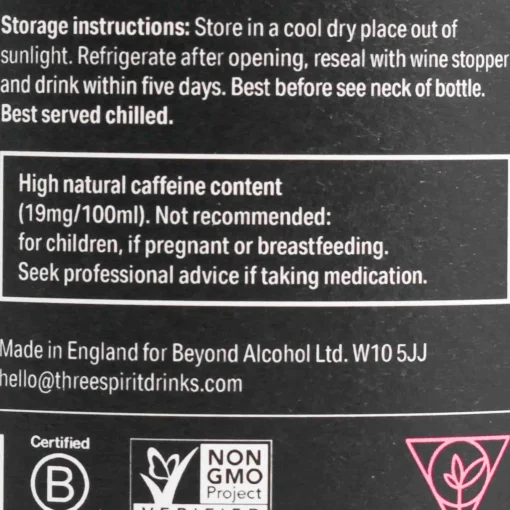 Storage instructions: Store in a cool dry place out of
sunlight. Refrigerate after opening, reseal with wine stopper
and drink within five days. Best before see neck of bottle.
Best served chilled.
High natural caffeine content
(19mg/100ml). Not recommended:
for children, if pregnant or breastfeeding.
Seek professional advice if taking medication.
Made in England for Beyond Alcohol Ltd. W10 5JJ
hello@threespiritdrinks.com
Certified
B
NON
GMO
Project
VERIFIED